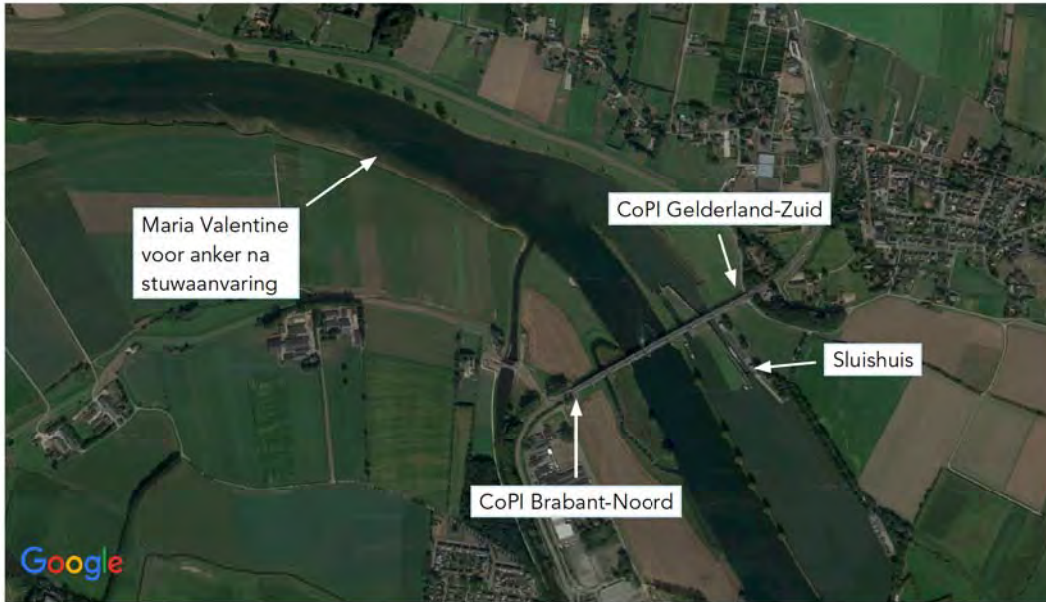 Maria Valentine
voor anker na
stuwaanvaring
CoPI Gelderland-Zuid
Sluishuis
CoPI Brabant-Noord
Google